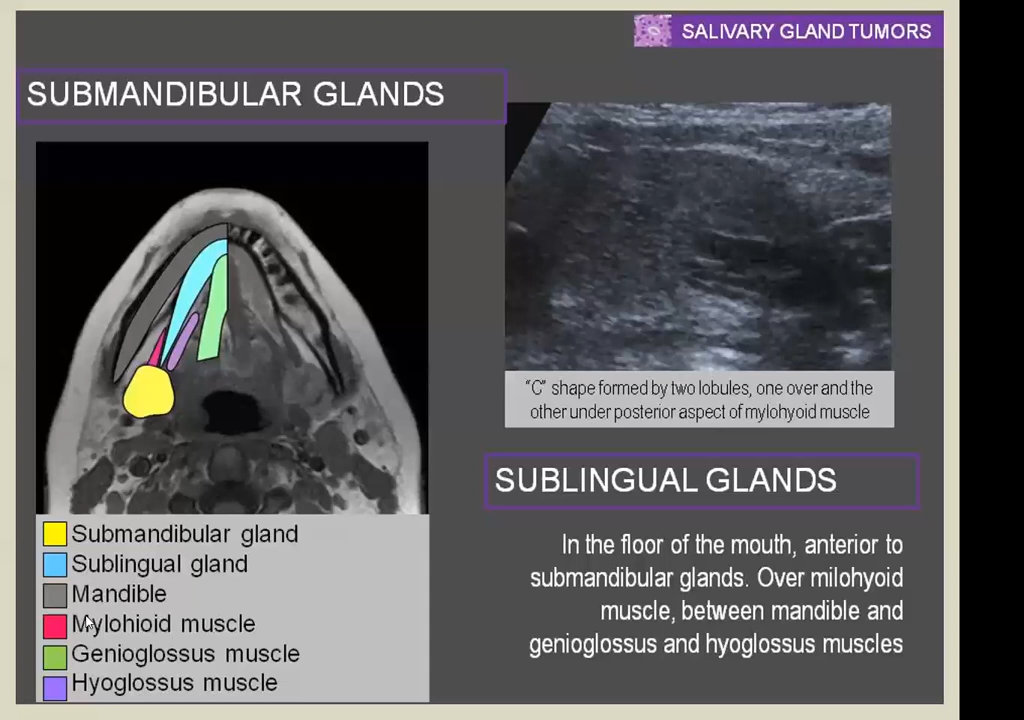 SALIVARY GLAND TUMORS
SUBMANDIBULAR GLANDS
"C" shape formed by two lobules, one over and the
other under posterior aspect of mylohyoid muscle
Submandibular gland
Sublingual gland
Mandible
Mylohioid muscle
Genioglossus muscle
Hyoglossus muscle
SUBLINGUAL GLANDS
In the floor of the mouth, anterior to
submandibular glands. Over milohyoid
muscle, between mandible and
genioglossus and hyoglossus muscles